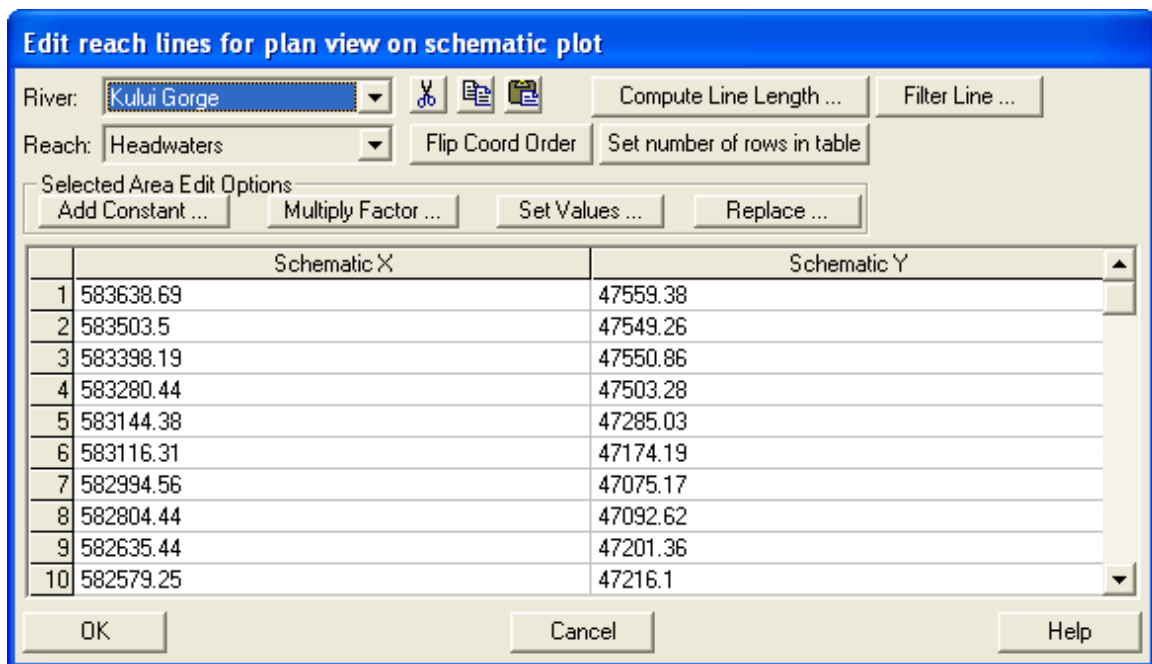 Edit reach lines for plan view on schematic plot
River: Kului Gorge Compute Line Length ... Filter Line ...
Reach: Headwaters Flip Coord Order Set number of rows in table
Selected Area Edit Options
Add Constant ... Multiply Factor ... Set Values ... Replace ...
Schematic X Schematic Y
1 583638.69 47559.38
2 583503.5 47549.26
3 583398.19 47550.86
4 583280.44 47503.28
5 583144.38 47285.03
6 583116.31 47174.19
7 582994.56 47075.17
8 582804.44 47092.62
9 582635.44 47201.36
10 582579.25 47216.1
OK Cancel Help